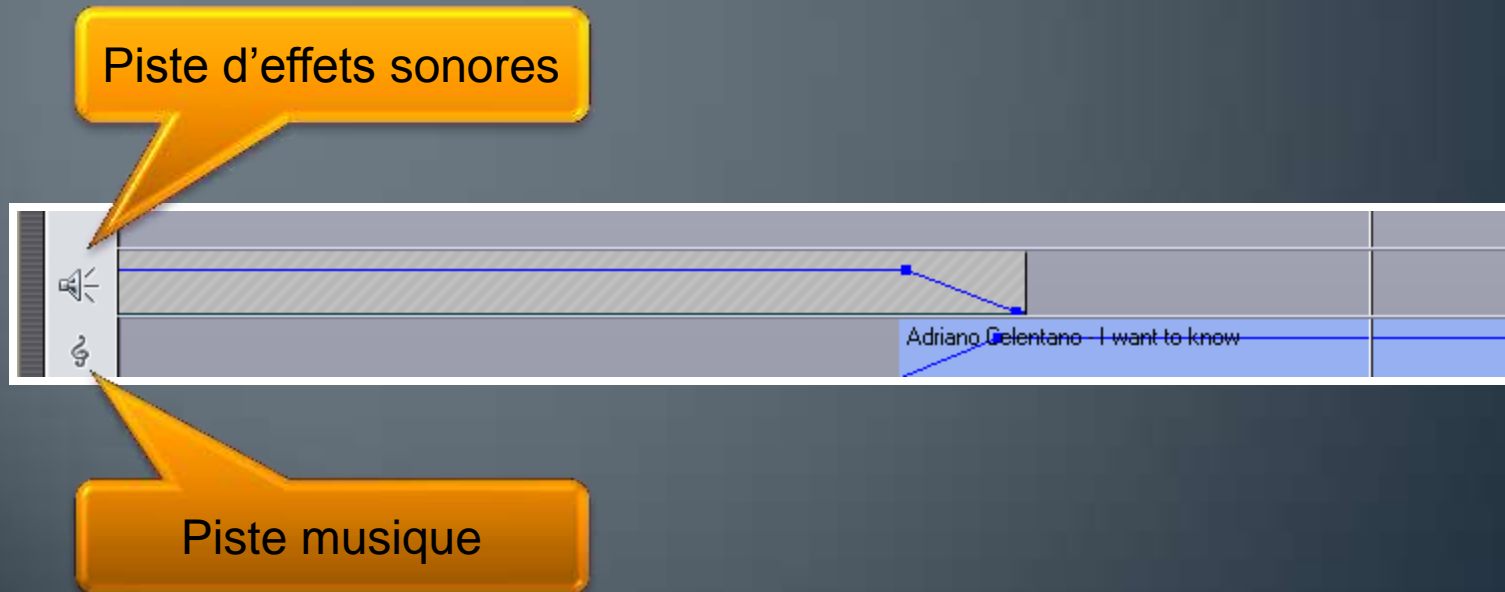 Piste d’effets sonores
Adriano Celentano - I want to know
Piste musique